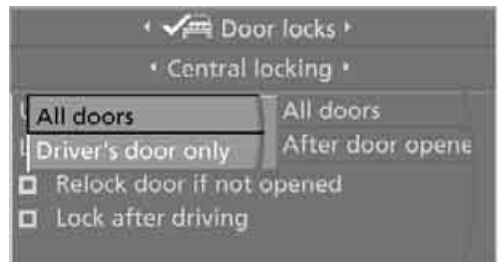 Door locks
Central locking
All doors All doors
Driver's door only After door opene
Relock door if not opened
Lock after driving